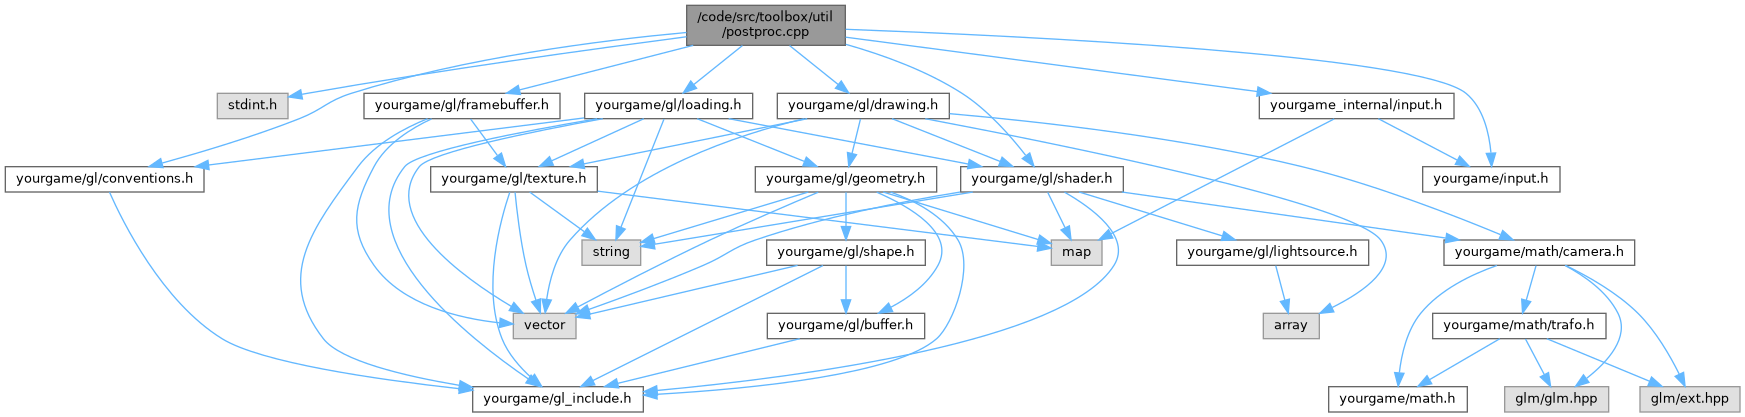 /code/src/toolbox/util
/postproc.cpp
stdint.h
yourgame/gl/framebuffer.h
yourgame/gl/loading.h
yourgame/gl/drawing.h
yourgame_internal/input.h
yourgame/gl/conventions.h
yourgame/gl/texture.h
yourgame/gl/geometry.h
yourgame/gl/shader.h
yourgame/input.h
string
yourgame/gl/shape.h
map
yourgame/gl/lightsource.h
yourgame/math/camera.h
vector
yourgame/gl/buffer.h
array
yourgame/math/trafo.h
yourgame/gl_include.h
yourgame/math.h
glm/glm.hpp
glm/ext.hpp